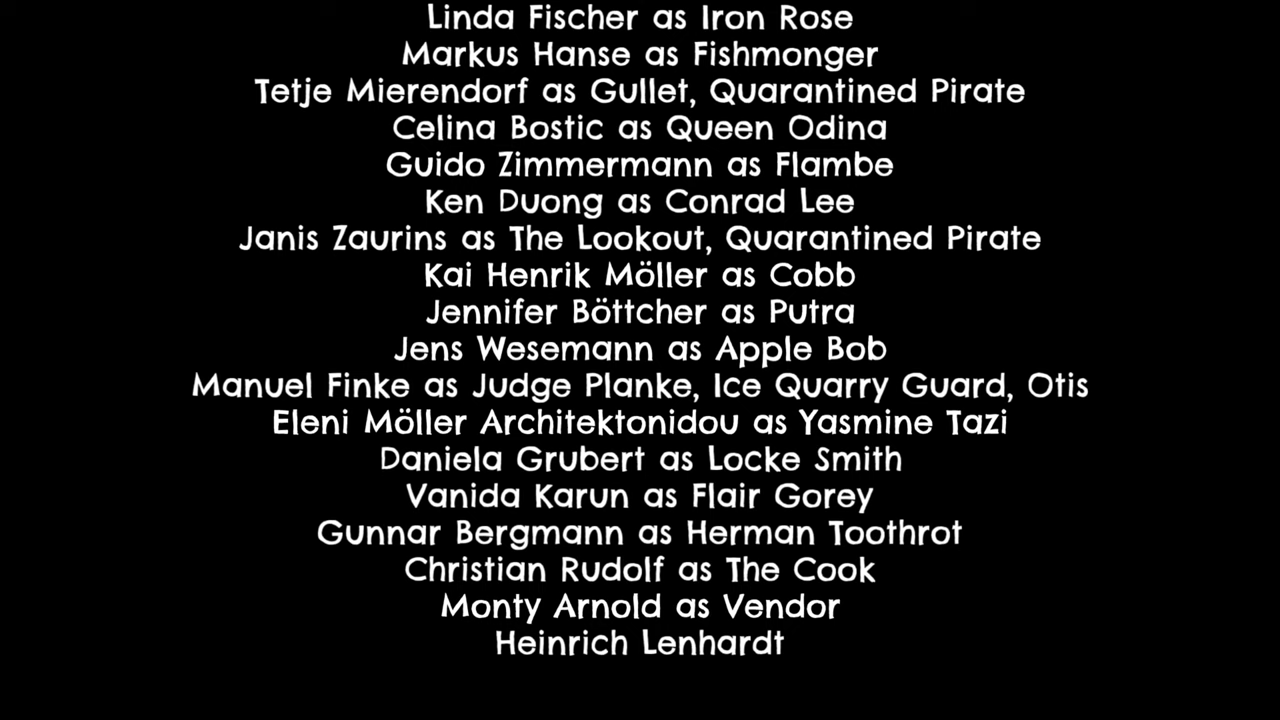 Linda Fischer as Iron Rose
Markus Hanse as Fishmonger
Tetje Mierendorf as Gullet, Quarantined Pirate
Celina Bostic as Queen Odina
Guido Zimmermann as Flambe
Ken Duong as Conrad Lee
Janis Zaurins as The Lookout, Quarantined Pirate
Kai Henrik Möller as Cobb
Jennifer Böttcher as Putra
Jens Wesemann as Apple Bob
Manuel Finke as Judge Planke, Ice Quarry Guard, Otis
Eleni Möller Architektonidou as Yasmine Tazi
Daniela Grubert as Locke Smith
Vanida Karun as Flair Gorey
Gunnar Bergmann as Herman Toothrot
Christian Rudolf as The Cook
Monty Arnold as Vendor
Heinrich Lenhardt